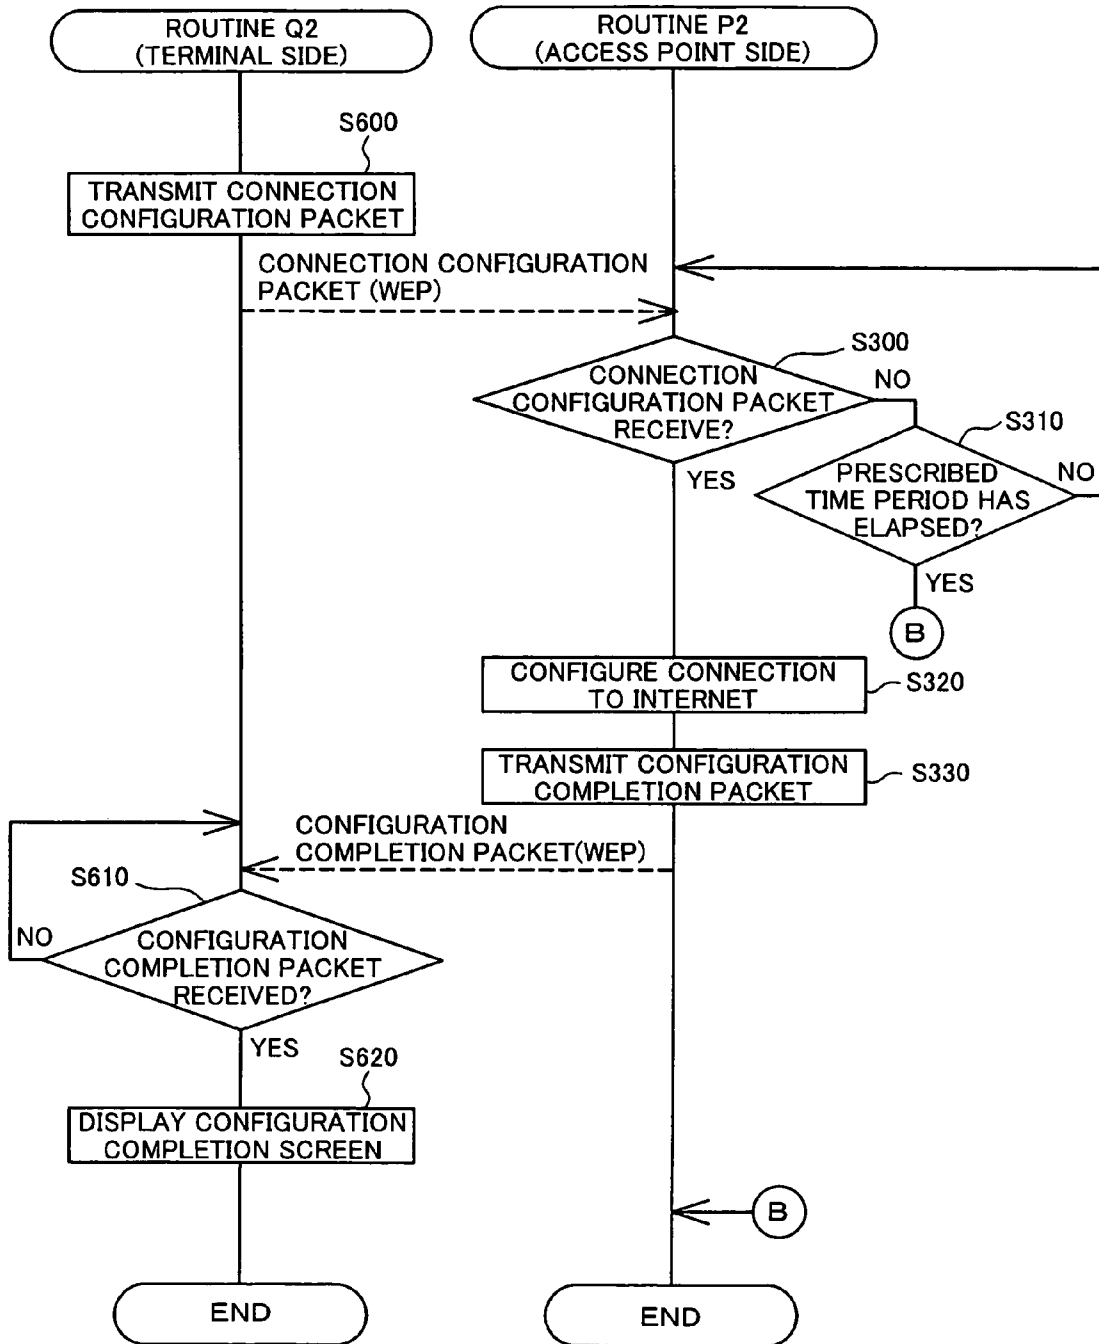 ROUTINE Q2
(TERMINAL SIDE)
ROUTINE P2
(ACCESS POINT SIDE)
S600
TRANSMIT CONNECTION
CONFIGURATION PACKET
CONNECTION CONFIGURATION
PACKET (WEP)
S300
CONNECTION
CONFIGURATION PACKET
RECEIVE?
NO
YES
S310
PRESCRIBED
TIME PERIOD HAS
ELAPSED?
NO
YES
B
CONFIGURE CONNECTION
TO INTERNET
S320
TRANSMIT CONFIGURATION
COMPLETION PACKET
S330
CONFIGURATION
COMPLETION PACKET(WEP)
S610
NO
CONFIGURATION
COMPLETION PACKET
RECEIVED?
YES
S620
DISPLAY CONFIGURATION
COMPLETION SCREEN
B
END
END